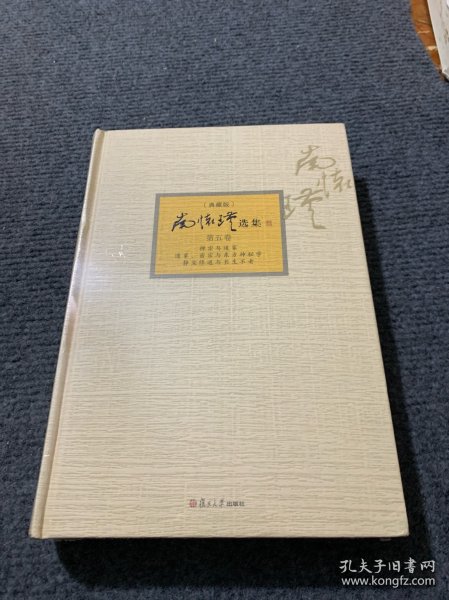 南怀瑾
〔典藏版〕
南怀瑾选集
第五卷
禅宗与道家
道家、密宗与东方神秘学
静坐修道与长生不老
復旦大學出版社
孔夫子旧书网
www.kongfz.com